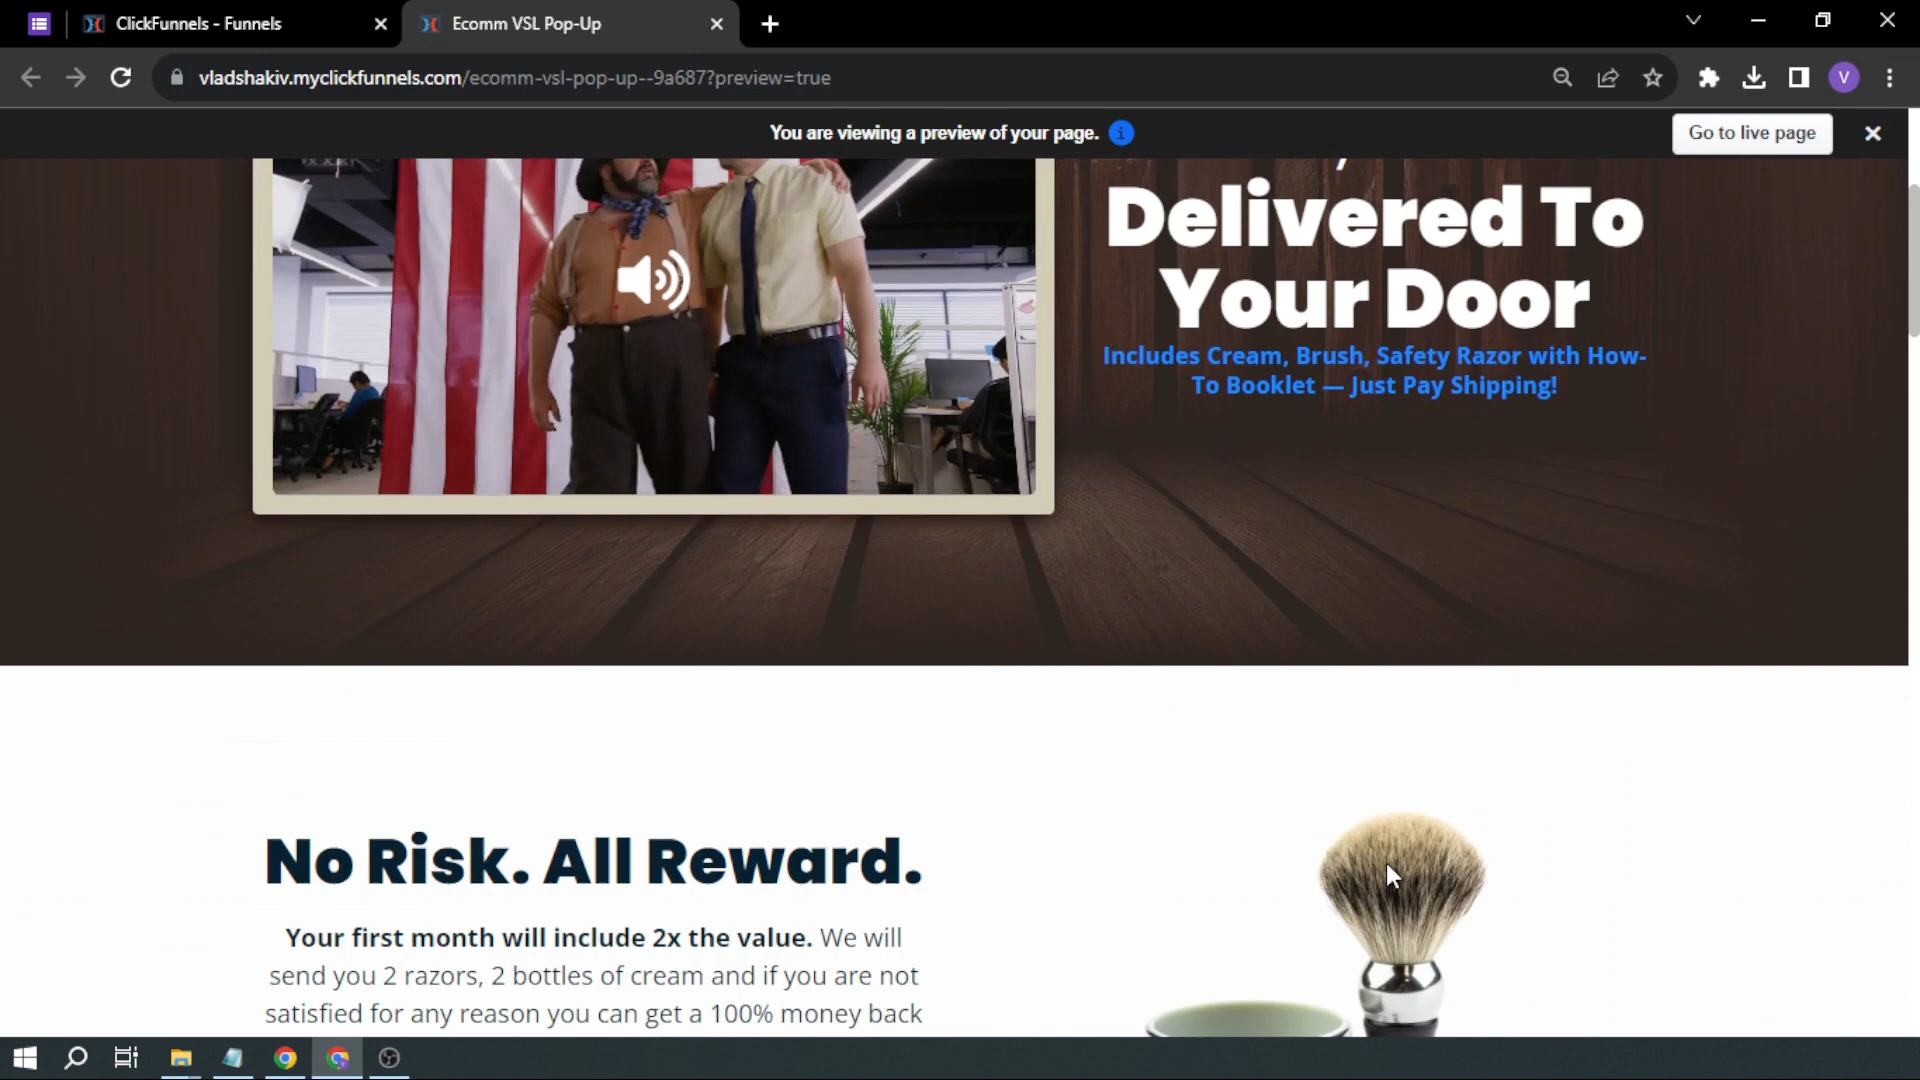 ClickFunnels - Funnels
Ecomm VSL Pop-Up
vladshakiv.myclickfunnels.com/ecomm-vsl-pop-up--9a687?preview=true
V
You are viewing a preview of your page.
i
Go to live page
Delivered To
Your Door
Includes Cream, Brush, Safety Razor with How-
To Booklet — Just Pay Shipping!
No Risk. All Reward.
Your first month will include 2x the value. We will
send you 2 razors, 2 bottles of cream and if you are not
satisfied for any reason you can get a 100% money back